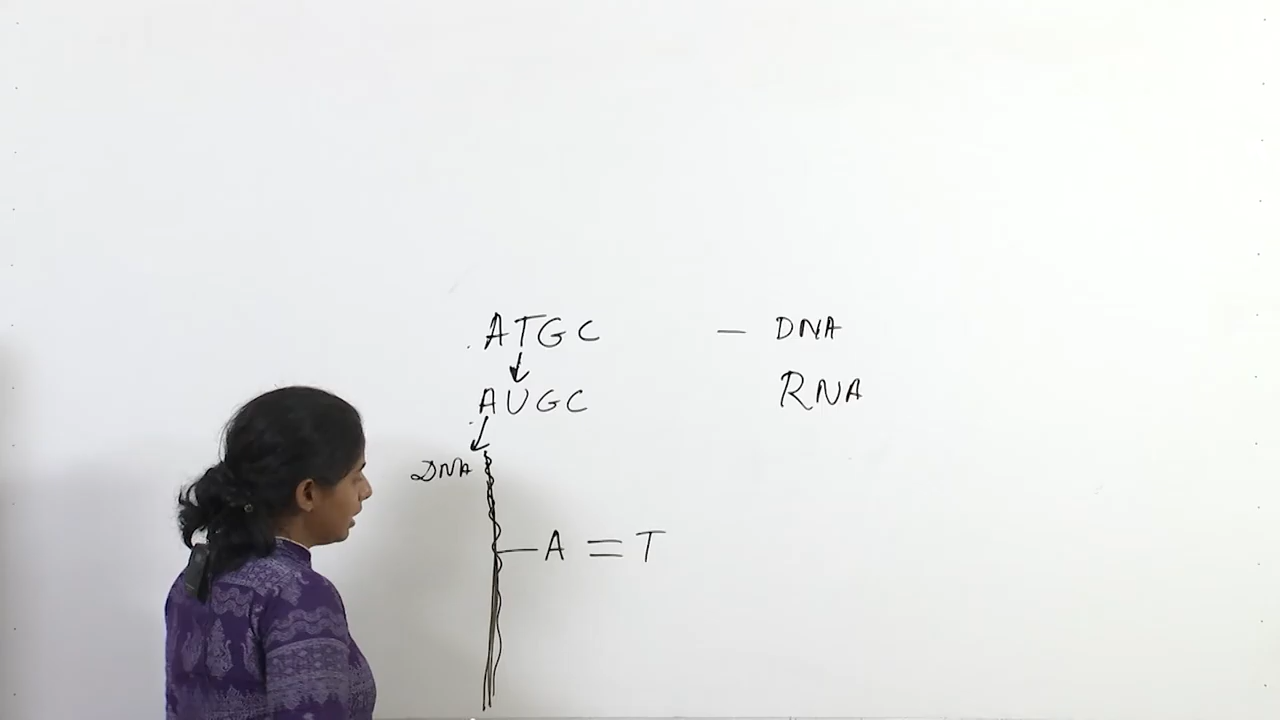 ATGC — DNA
AUGC RNA
DNA
A = T